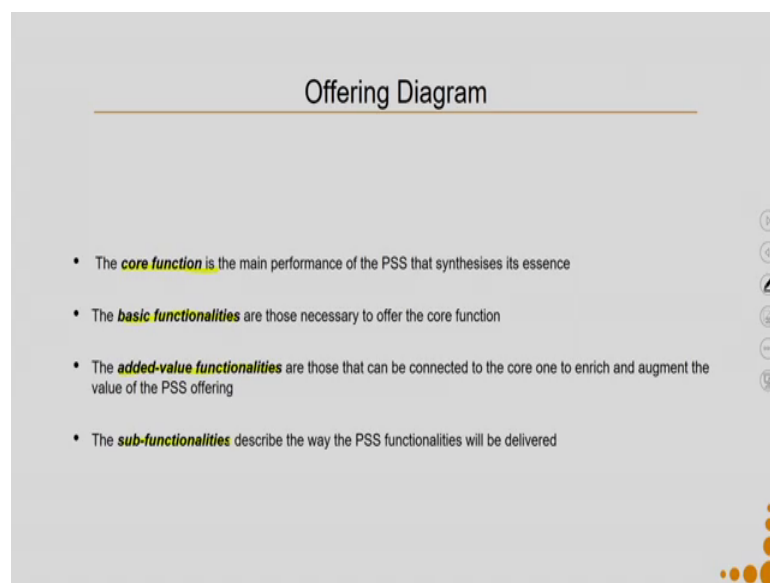 Offering Diagram
• The core function is the main performance of the PSS that synthesises its essence
• The basic functionalities are those necessary to offer the core function
• The added-value functionalities are those that can be connected to the core one to enrich and augment the
value of the PSS offering
• The sub-functionalities describe the way the PSS functionalities will be delivered